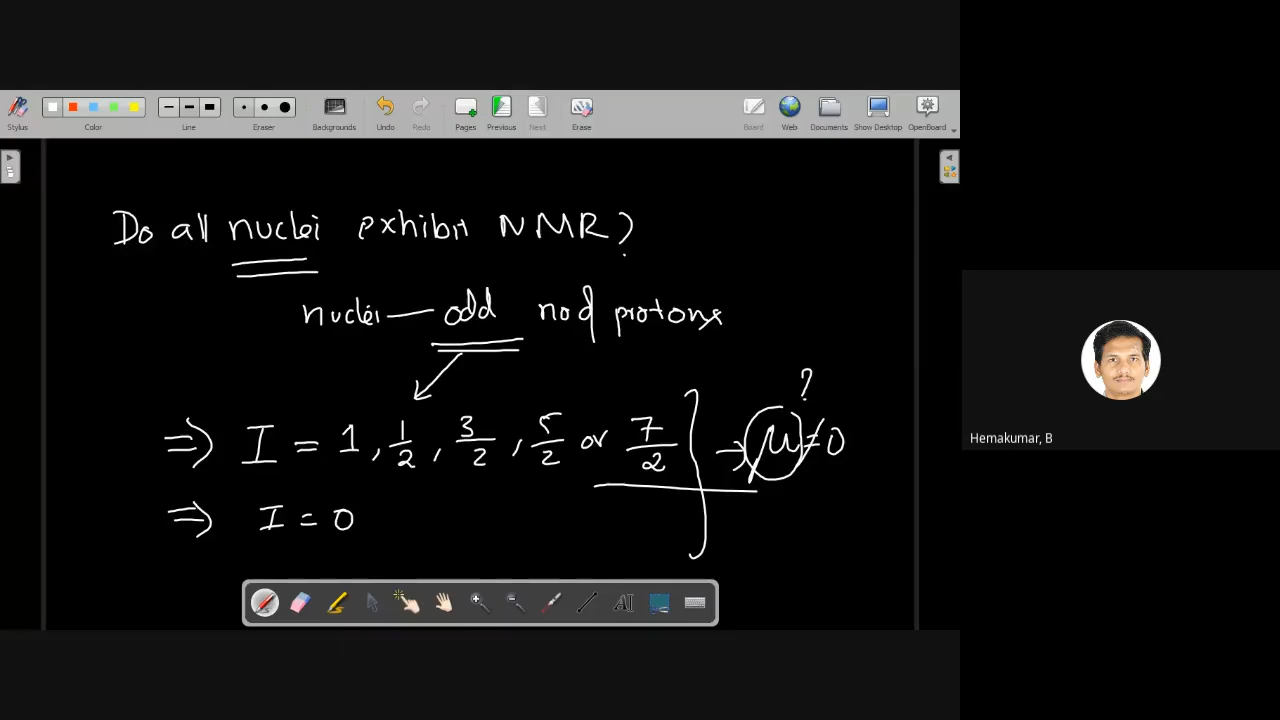 Stylus Color Line Eraser Backgrounds Undo Redo Pages Previous Next Erase Board Web Documents Show Desktop OpenBoard
Do all nuclei exhibit NMR?
nuclei — odd no of protons
?
⇒ I = 1, 1/2, 3/2, 5/2 or 7/2 } → μ ≠ 0
⇒ I = 0
Hemakumar, B
AI